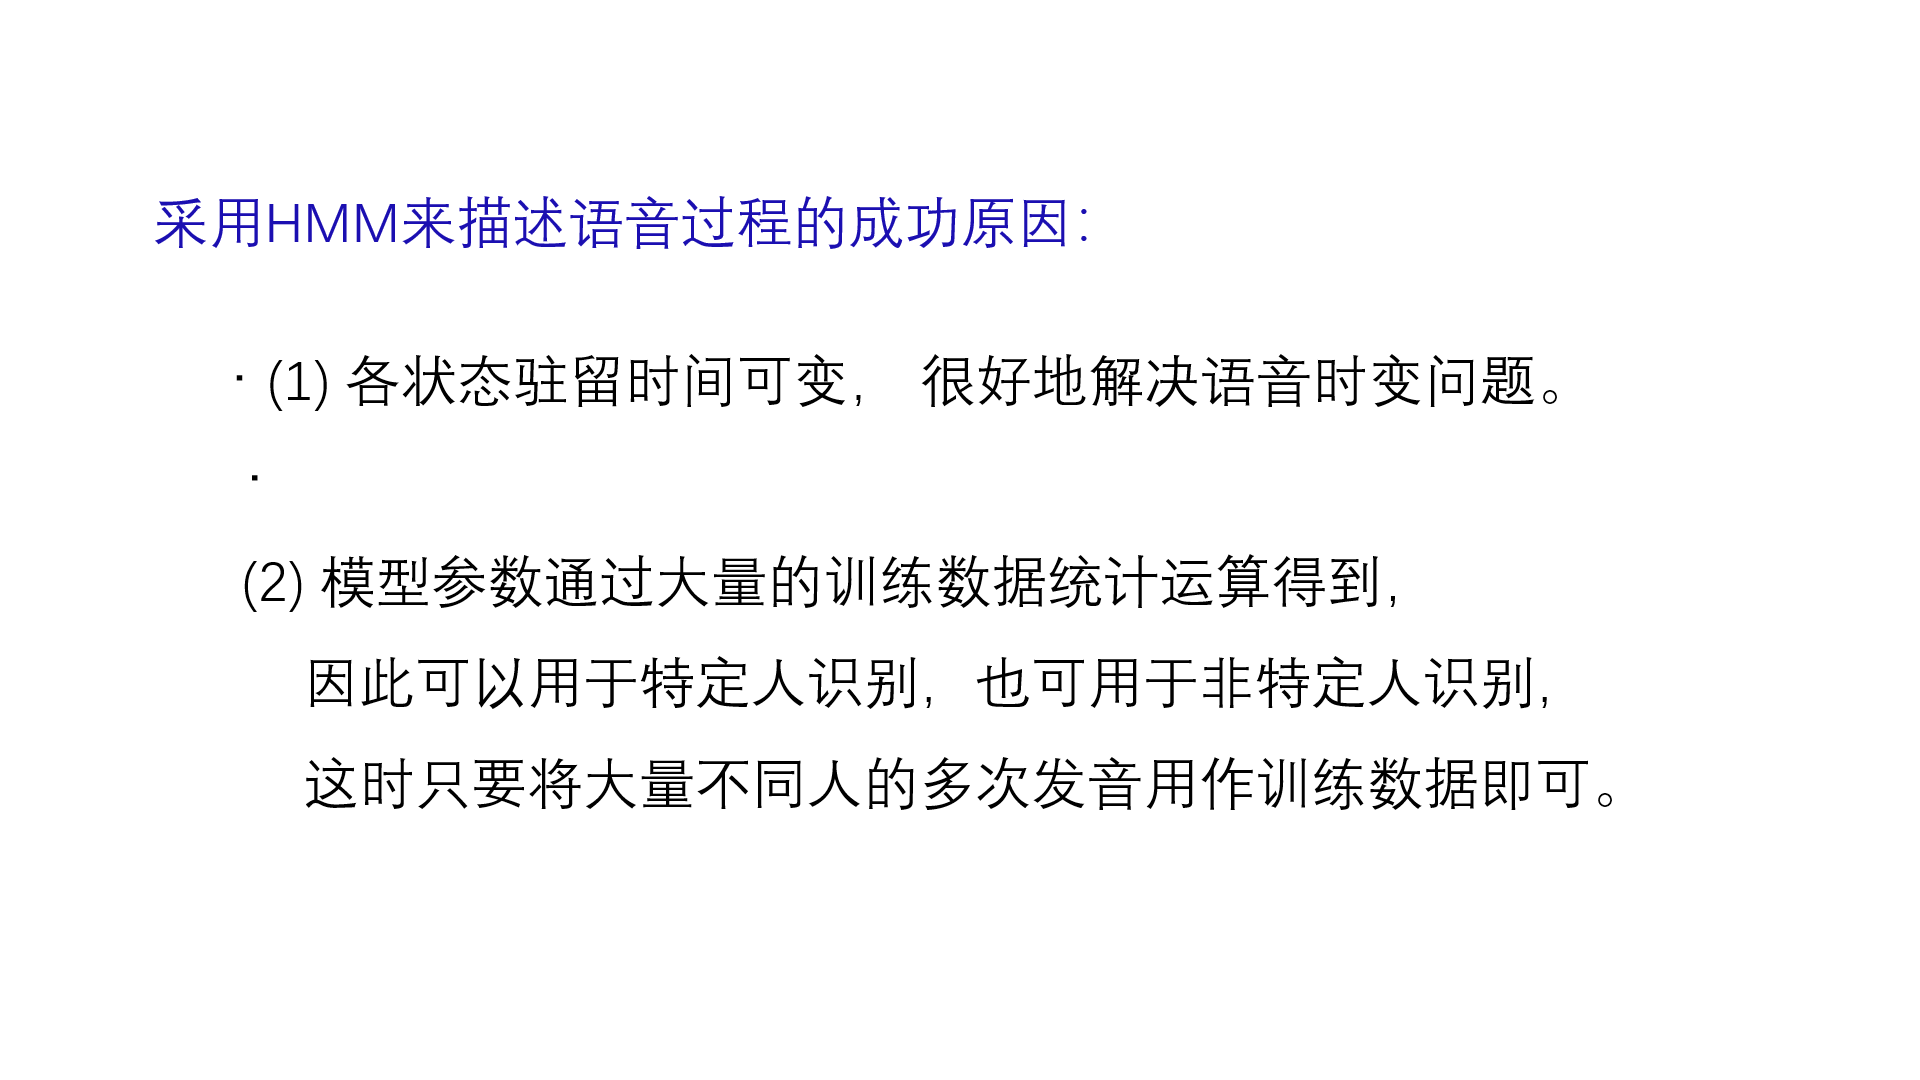 采用HMM来描述语音过程的成功原因：
· (1) 各状态驻留时间可变， 很好地解决语音时变问题。
·
(2) 模型参数通过大量的训练数据统计运算得到，
因此可以用于特定人识别，也可用于非特定人识别，
这时只要将大量不同人的多次发音用作训练数据即可。